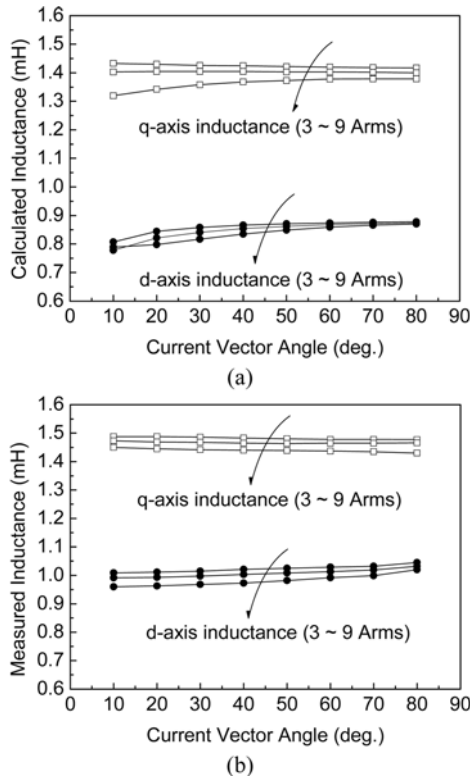 1.6
1.5
1.4
1.3
1.2
1.1
1.0
0.9
0.8
0.7
0.6
Calculated Inductance (mH)
q-axis inductance (3 ~ 9 Arms)
d-axis inductance (3 ~ 9 Arms)
0 10 20 30 40 50 60 70 80 90
Current Vector Angle (deg.)
(a)
1.6
1.5
1.4
1.3
1.2
1.1
1.0
0.9
0.8
0.7
0.6
Measured Inductance (mH)
q-axis inductance (3 ~ 9 Arms)
d-axis inductance (3 ~ 9 Arms)
0 10 20 30 40 50 60 70 80 90
Current Vector Angle (deg.)
(b)